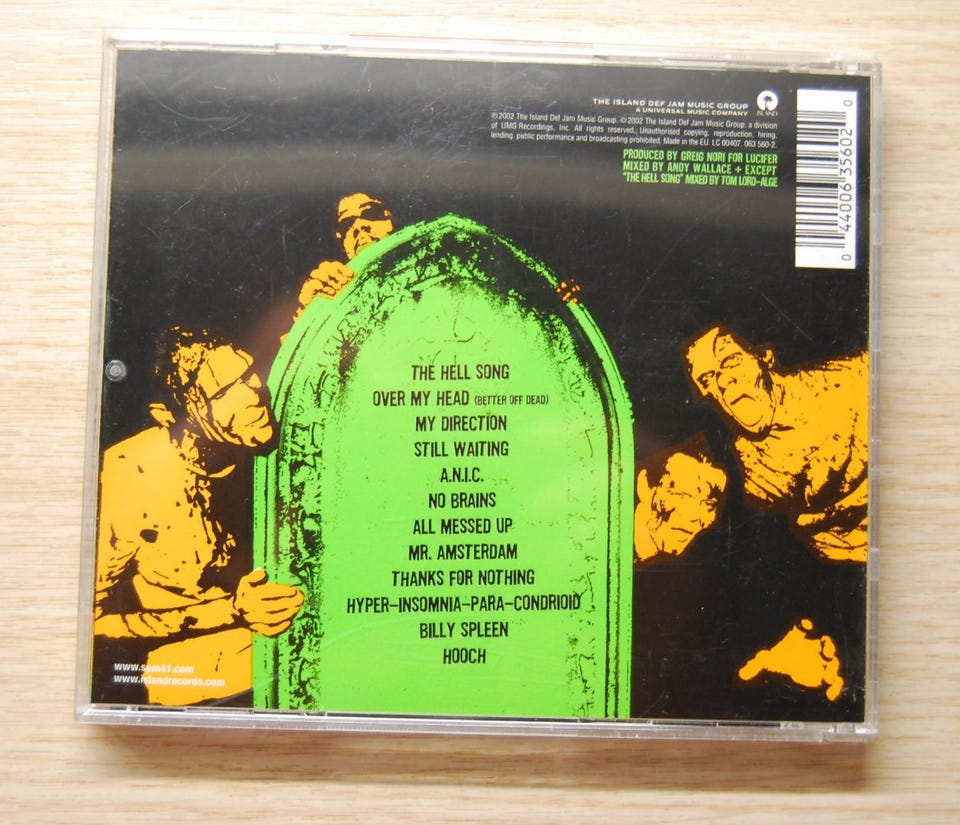 THE ISLAND DEF JAM MUSIC GROUP
A UNIVERSAL MUSIC COMPANY
ISLAND
℗2002 The Island Def Jam Music Group. ©2002 The Island Def Jam Music Group, a division
of UMG Recordings, Inc. All rights reserved. Unauthorised copying, reproduction, hiring,
lending, public performance and broadcasting prohibited. Made in the EU. LC 00407. 063 560-2.
PRODUCED BY GREIG NORI FOR LUCIFER
MIXED BY ANDY WALLACE + EXCEPT
"THE HELL SONG" MIXED BY TOM LORD-ALGE
0 44006 35602 0
THE HELL SONG
OVER MY HEAD (BETTER OFF DEAD)
MY DIRECTION
STILL WAITING
A.N.I.C.
NO BRAINS
ALL MESSED UP
MR. AMSTERDAM
THANKS FOR NOTHING
HYPER-INSOMNIA-PARA-CONDRIOID
BILLY SPLEEN
HOOCH
www.sum41.com
www.islandrecords.com